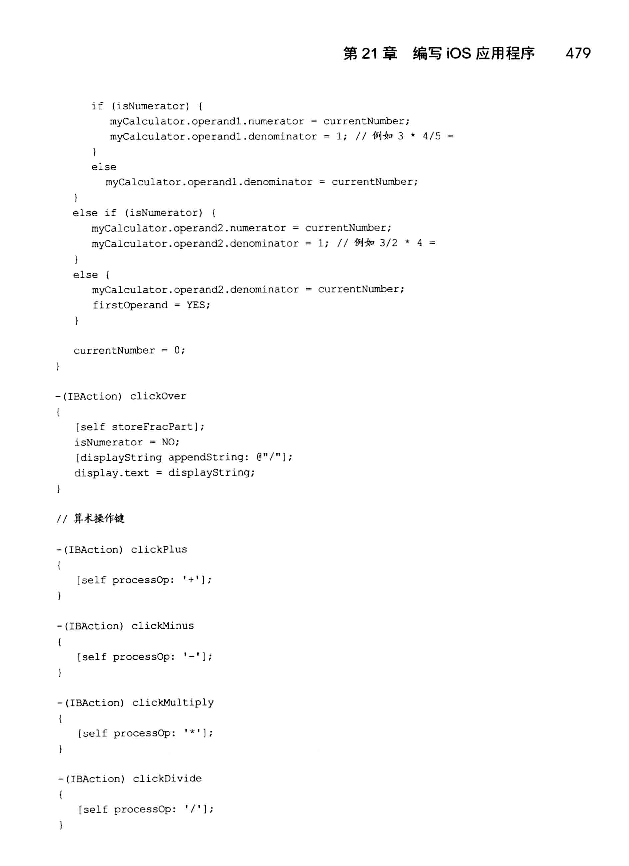 第 21 章 编写 iOS 应用程序 479
if (isNumerator) {
myCalculator.operand1.numerator = currentNumber;
myCalculator.operand1.denominator = 1; // 例如 3 * 4/5 =
}
else
myCalculator.operand1.denominator = currentNumber;
}
else if (isNumerator) {
myCalculator.operand2.numerator = currentNumber;
myCalculator.operand2.denominator = 1; // 例如 3/2 * 4 =
}
else {
myCalculator.operand2.denominator = currentNumber;
firstOperand = YES;
}
currentNumber = 0;
}
-(IBAction) clickOver
{
[self storeFracPart];
isNumerator = NO;
[displayString appendString: @"/"];
display.text = displayString;
}
// 算术操作键
-(IBAction) clickPlus
{
[self processOp: '+'];
}
-(IBAction) clickMinus
{
[self processOp: '-'];
}
-(IBAction) clickMultiply
{
[self processOp: '*'];
}
-(IBAction) clickDivide
{
[self processOp: '/'];
}